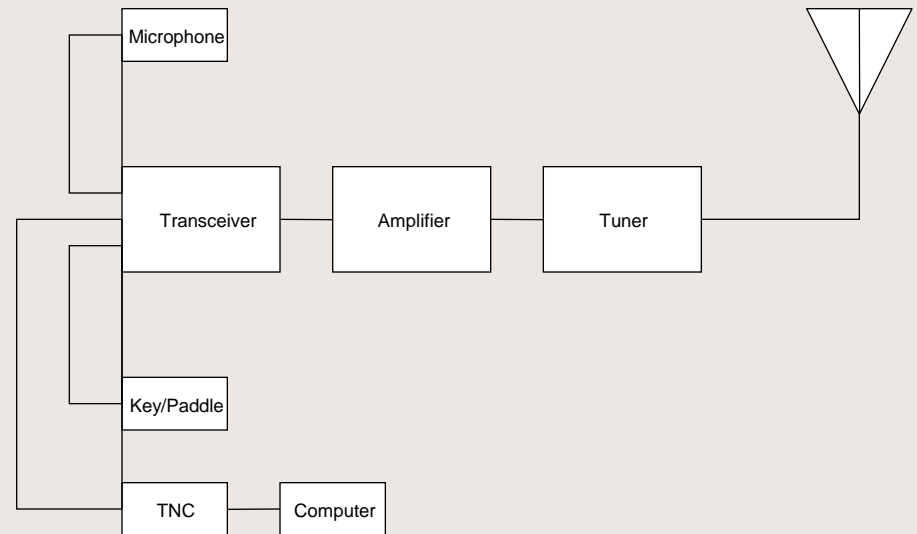 Microphone
Transceiver
Amplifier
Tuner
Key/Paddle
TNC
Computer